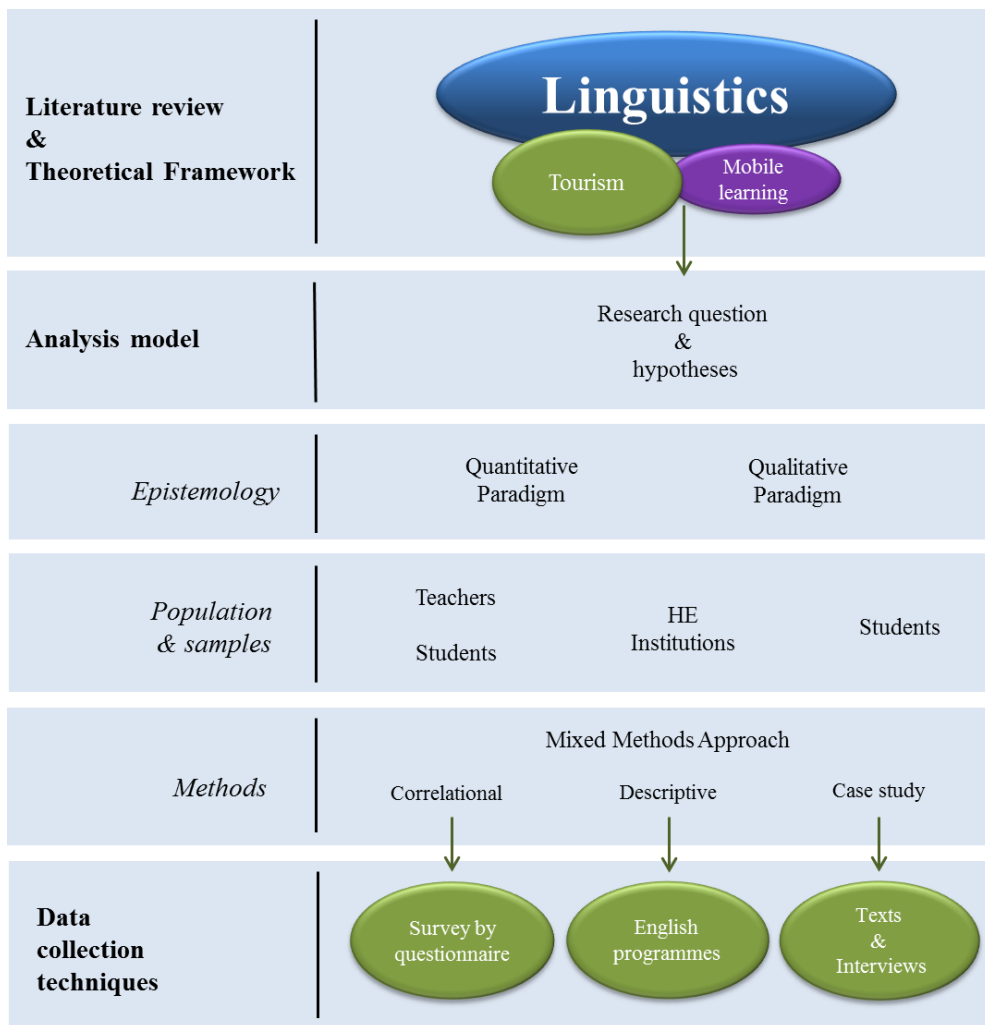 Literature review
&
Theoretical Framework
Linguistics
Tourism
Mobile
learning
Analysis model
Research question
&
hypotheses
Epistemology
Quantitative
Paradigm
Qualitative
Paradigm
Population
& samples
Teachers
Students
HE
Institutions
Students
Methods
Mixed Methods Approach
Correlational
Descriptive
Case study
Data
collection
techniques
Survey by
questionnaire
English
programmes
Texts
&
Interviews